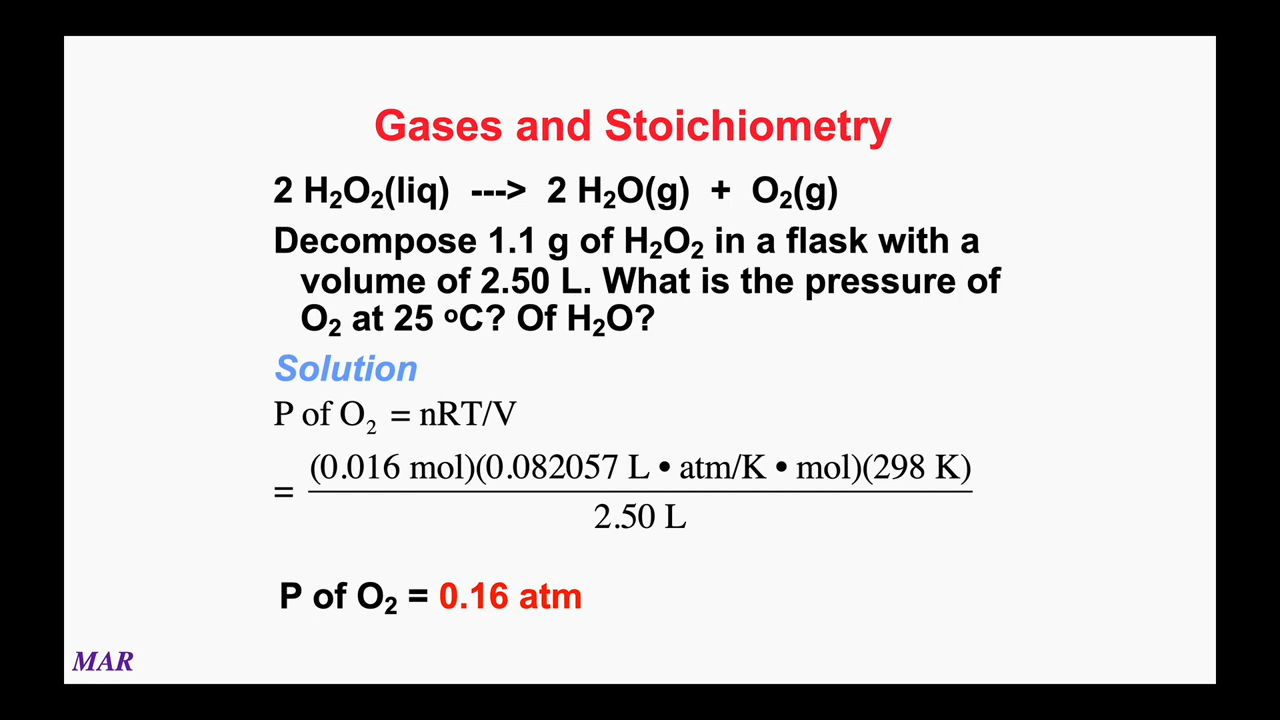 Gases and Stoichiometry
2 H₂O₂(liq) ---> 2 H₂O(g) + O₂(g)
Decompose 1.1 g of H₂O₂ in a flask with a
volume of 2.50 L. What is the pressure of
O₂ at 25 ºC? Of H₂O?
Solution
P of O₂ = nRT/V
= (0.016 mol)(0.082057 L • atm/K • mol)(298 K)
2.50 L
P of O₂ = 0.16 atm
MAR